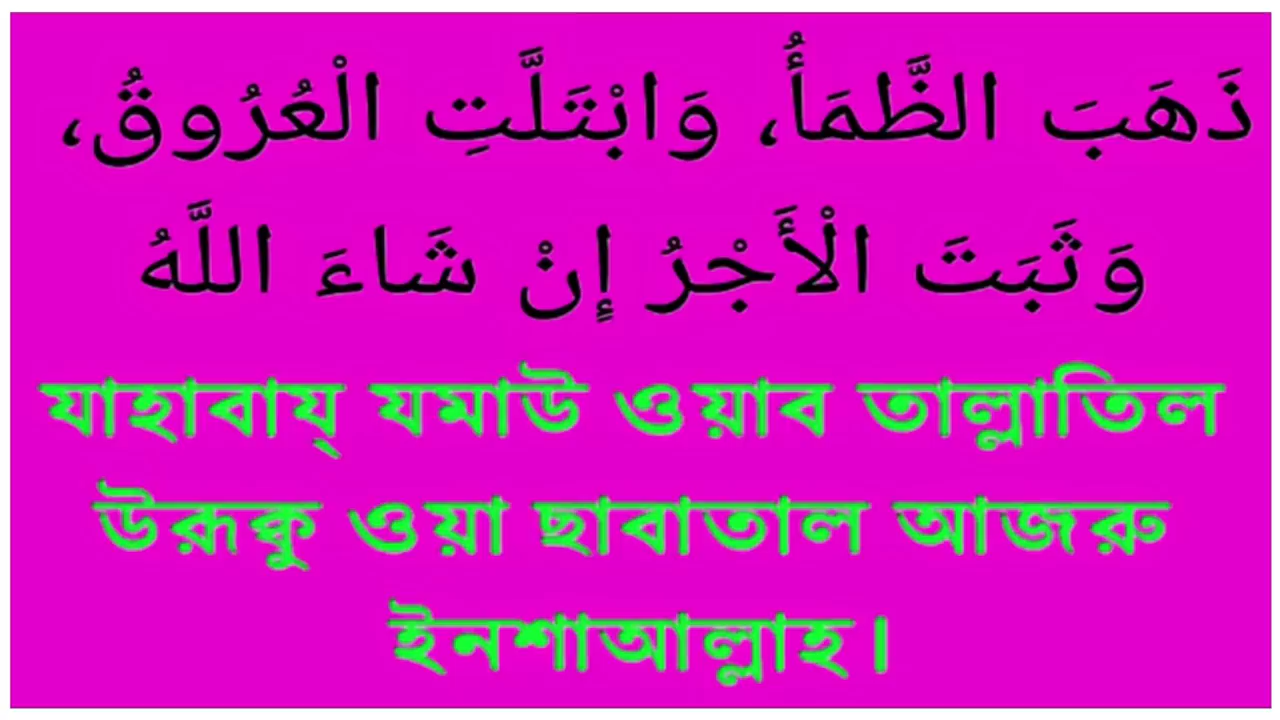 ذَهَبَ الظَّمَأُ، وَابْتَلَّتِ الْعُرُوقُ،
وَثَبَتَ الْأَجْرُ إِنْ شَاءَ اللَّهُ
যাহাবায্ যমাউ ওয়াব তাল্লাতিল
উরূক্বু ওয়া ছাবাতাল আজরু
ইনশাআল্লাহ।